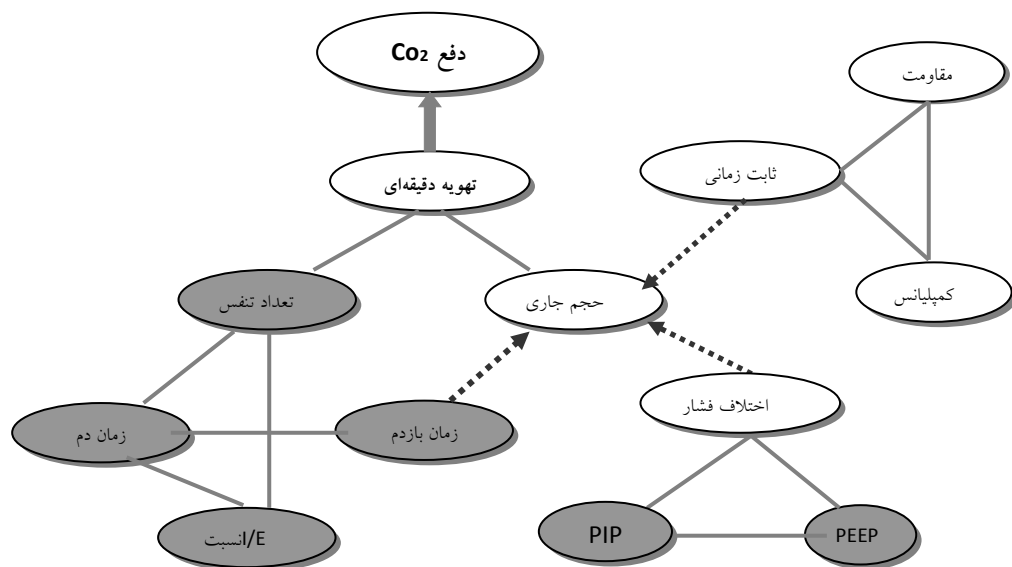 دفع Co₂
مقاومت
ثابت زمانی
تهویه دقیقه‌ای
کمپلیانس
حجم جاری
تعداد تنفس
اختلاف فشار
زمان بازدم
زمان دم
PEEP
PIP
I/Eانسبت